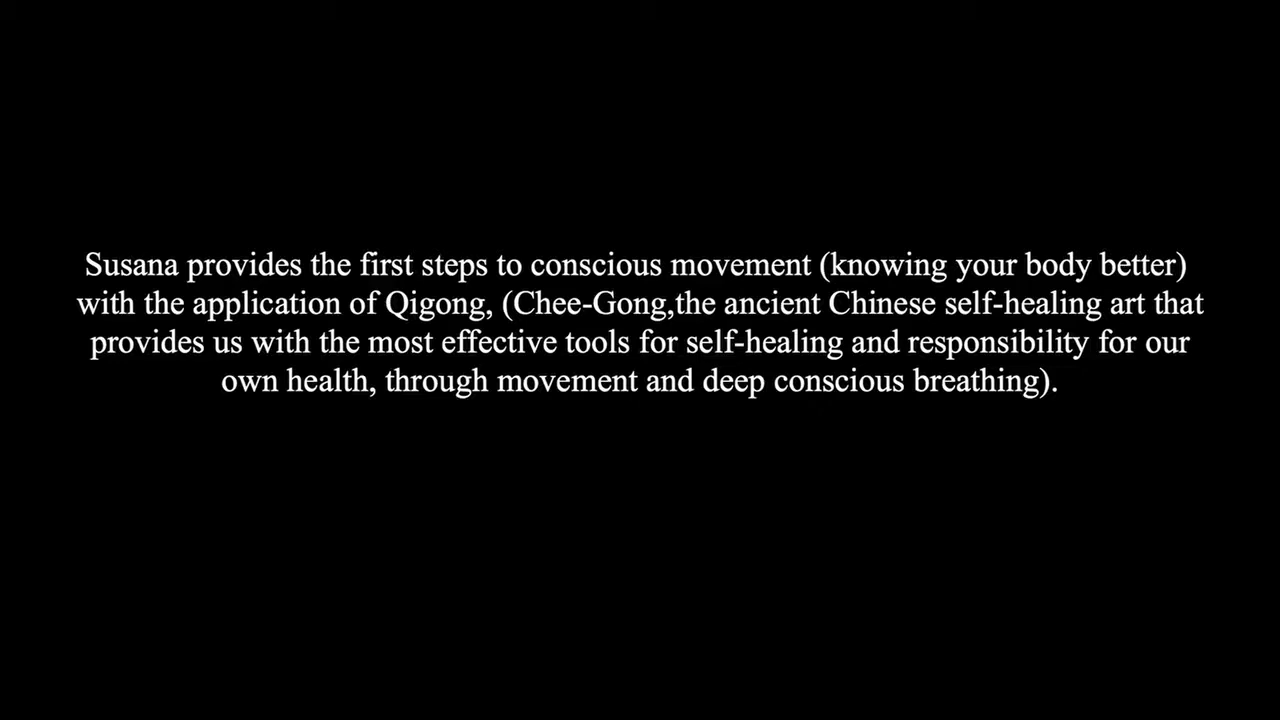 Susana provides the first steps to conscious movement (knowing your body better)
with the application of Qigong, (Chee-Gong,the ancient Chinese self-healing art that
provides us with the most effective tools for self-healing and responsibility for our
own health, through movement and deep conscious breathing).